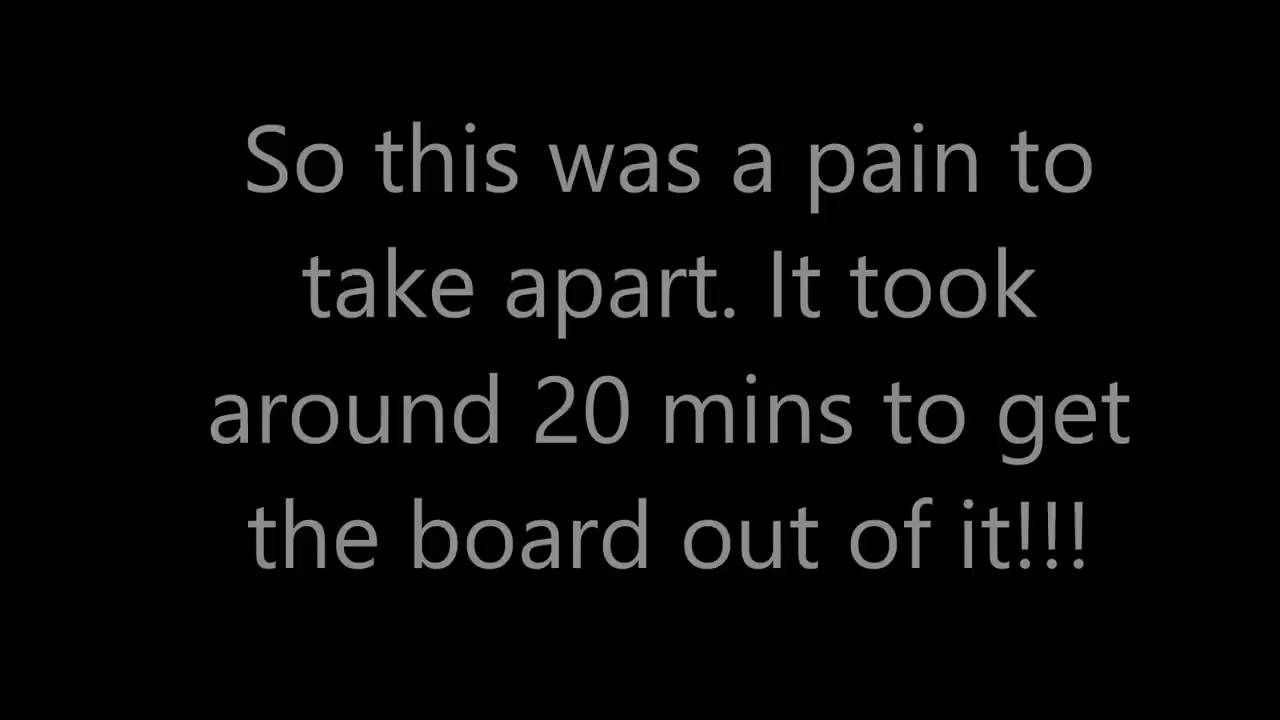 So this was a pain to
take apart. It took
around 20 mins to get
the board out of it!!!